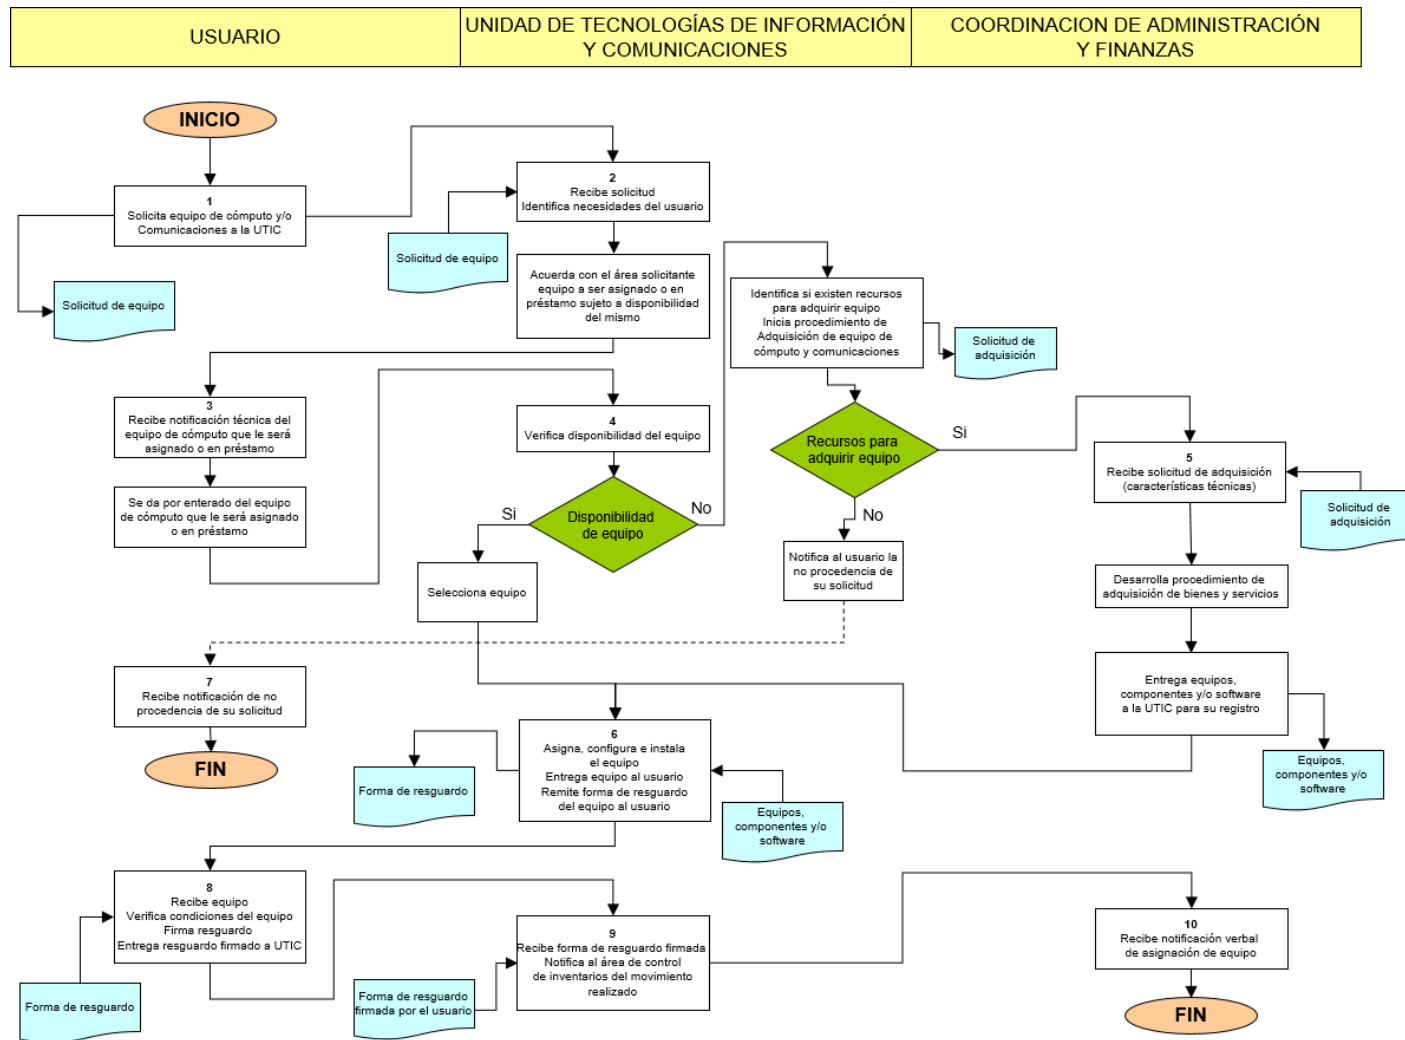 USUARIO
UNIDAD DE TECNOLOGÍAS DE INFORMACIÓN
Y COMUNICACIONES
COORDINACION DE ADMINISTRACIÓN
Y FINANZAS
INICIO
1
Solicita equipo de cómputo y/o
Comunicaciones a la UTIC
Solicitud de equipo
2
Recibe solicitud
Identifica necesidades del usuario
Solicitud de equipo
Acuerda con el área solicitante
equipo a ser asignado o en
préstamo sujeto a disponibilidad
del mismo
Identifica si existen recursos
para adquirir equipo
Inicia procedimiento de
Adquisición de equipo de
cómputo y comunicaciones
Solicitud de
adquisición
3
Recibe notificación técnica del
equipo de cómputo que le será
asignado o en préstamo
Se da por enterado del equipo
de cómputo que le será asignado
o en préstamo
4
Verifica disponibilidad del equipo
Disponibilidad
de equipo
Si
No
Selecciona equipo
Recursos para
adquirir equipo
Si
No
Notifica al usuario la
no procedencia de
su solicitud
5
Recibe solicitud de adquisición
(características técnicas)
Solicitud de
adquisición
Desarrolla procedimiento de
adquisición de bienes y servicios
Entrega equipos,
componentes y/o software
a la UTIC para su registro
Equipos,
componentes y/o
software
7
Recibe notificación de no
procedencia de su solicitud
FIN
6
Asigna, configura e instala
el equipo
Entrega equipo al usuario
Remite forma de resguardo
del equipo al usuario
Forma de resguardo
Equipos,
componentes y/o
software
8
Recibe equipo
Verifica condiciones del equipo
Firma resguardo
Entrega resguardo firmado a UTIC
Forma de resguardo
9
Recibe forma de resguardo firmada
Notifica al área de control
de inventarios del movimiento
realizado
Forma de resguardo
firmada por el usuario
10
Recibe notificación verbal
de asignación de equipo
FIN